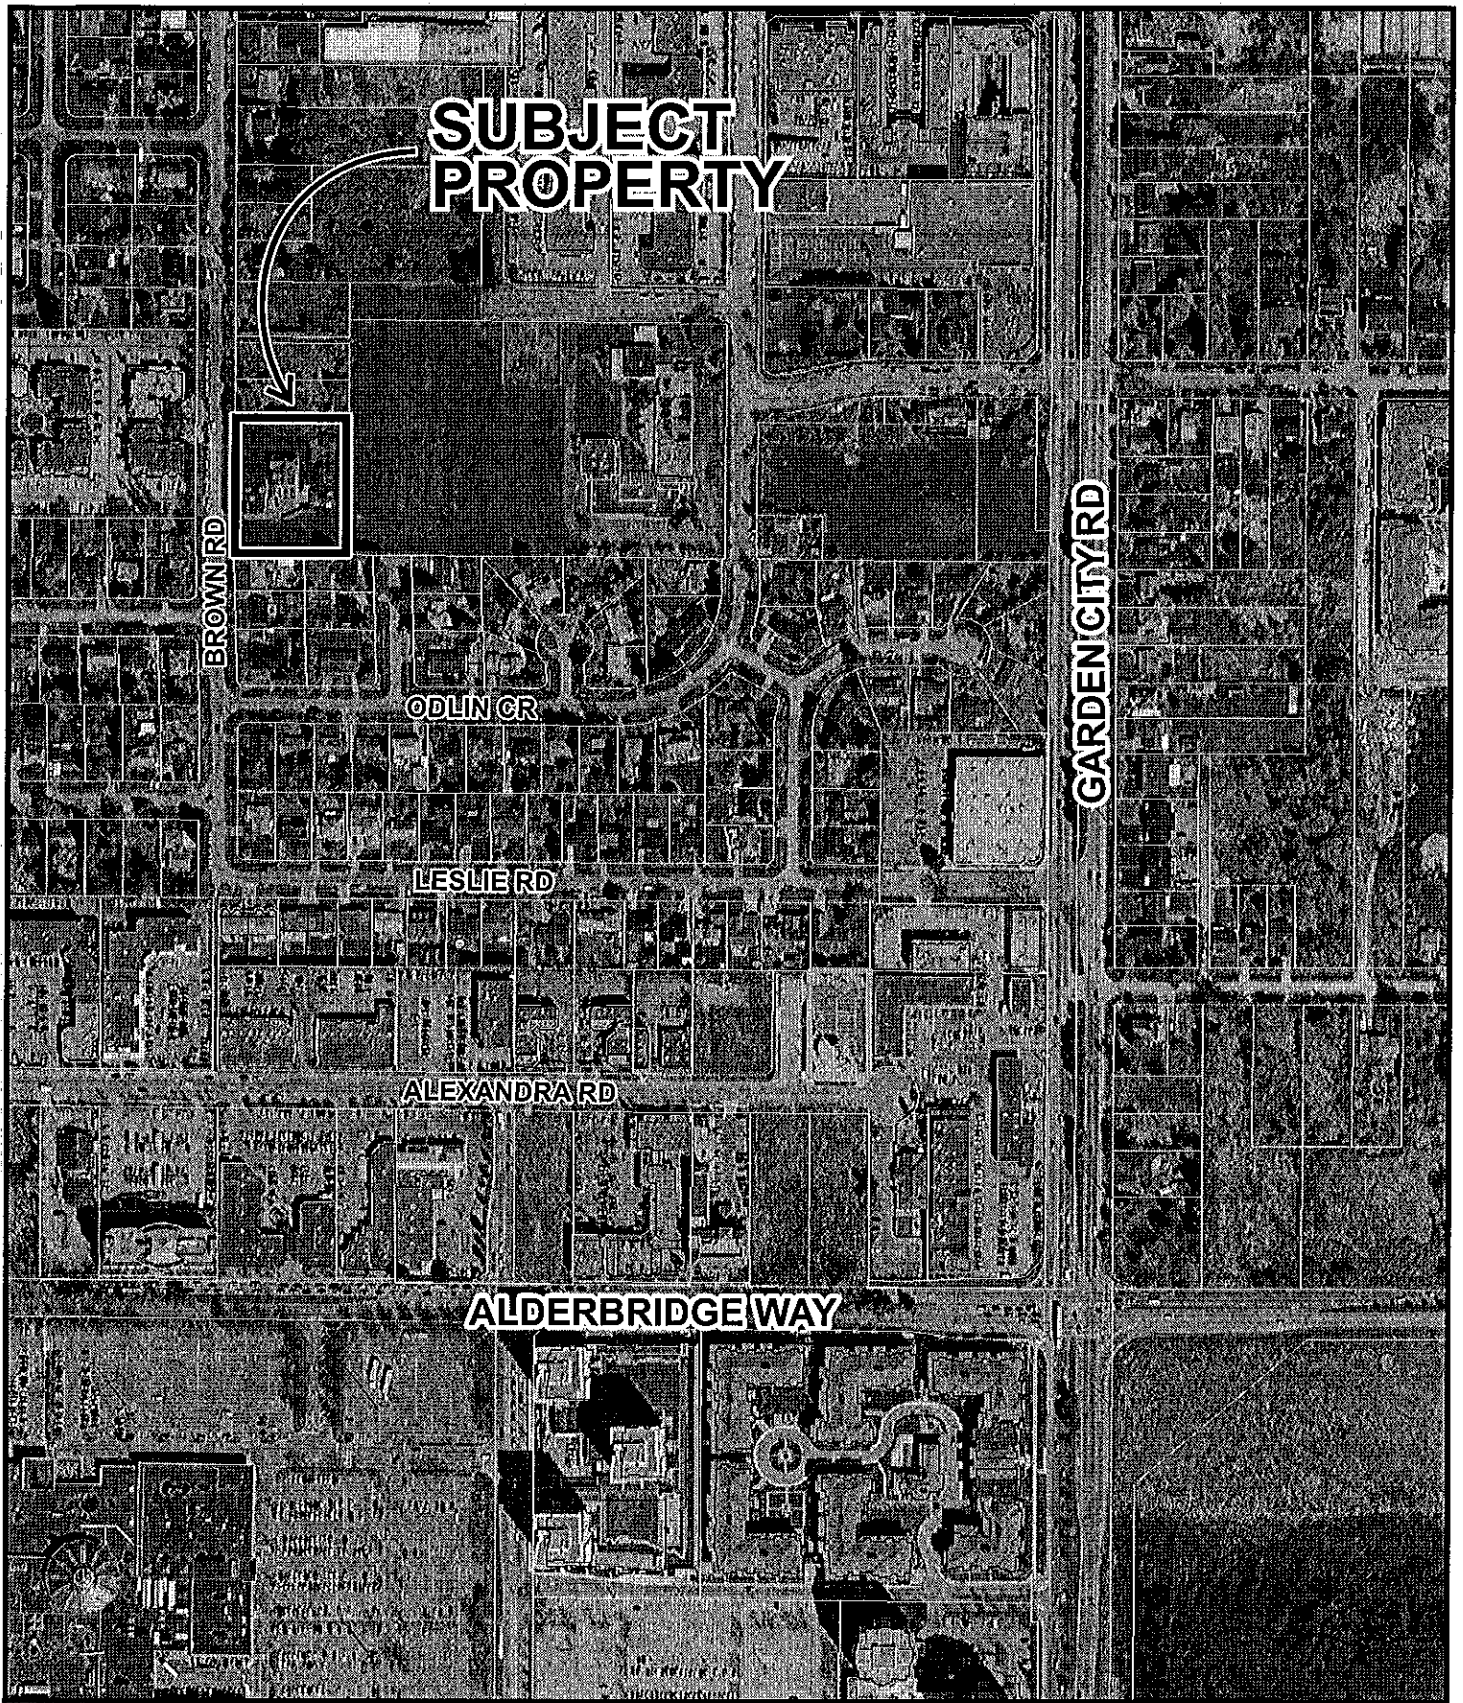 SUBJECT
PROPERTY
BROWN RD
GARDEN CITY RD
ODLIN CR
LESLIE RD
ALEXANDRA RD
ALDERBRIDGE WAY